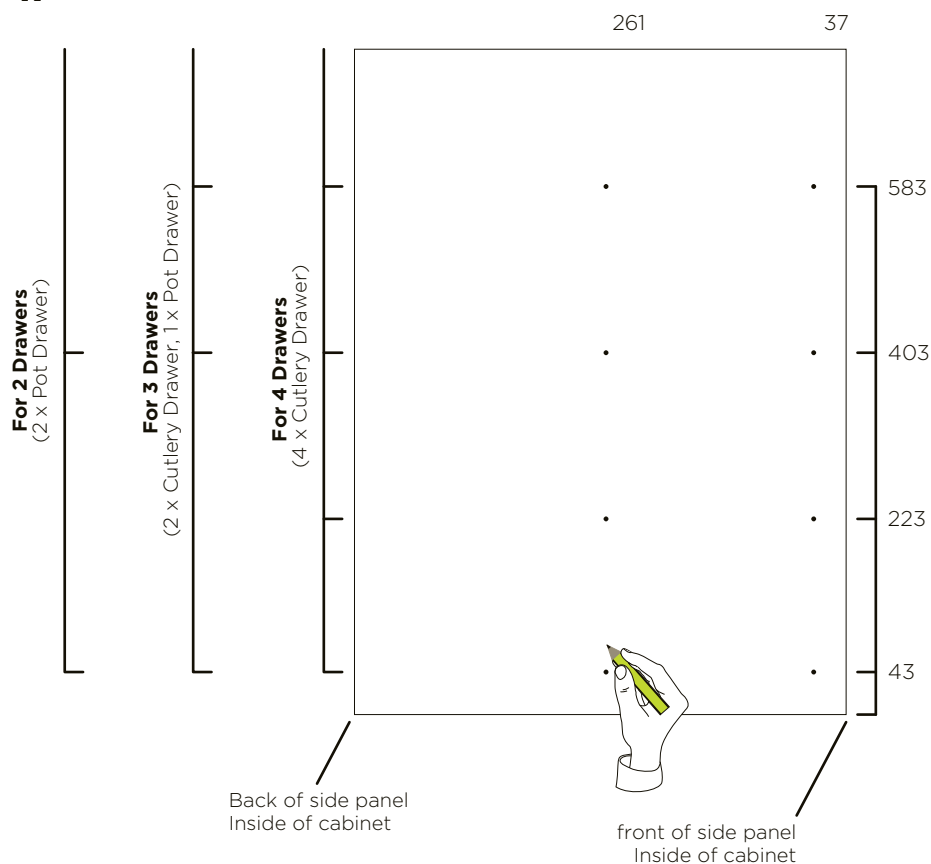 261 37
For 2 Drawers
(2 x Pot Drawer)
For 3 Drawers
(2 x Cutlery Drawer, 1 x Pot Drawer)
For 4 Drawers
(4 x Cutlery Drawer)
583
403
223
43
Back of side panel
Inside of cabinet
front of side panel
Inside of cabinet